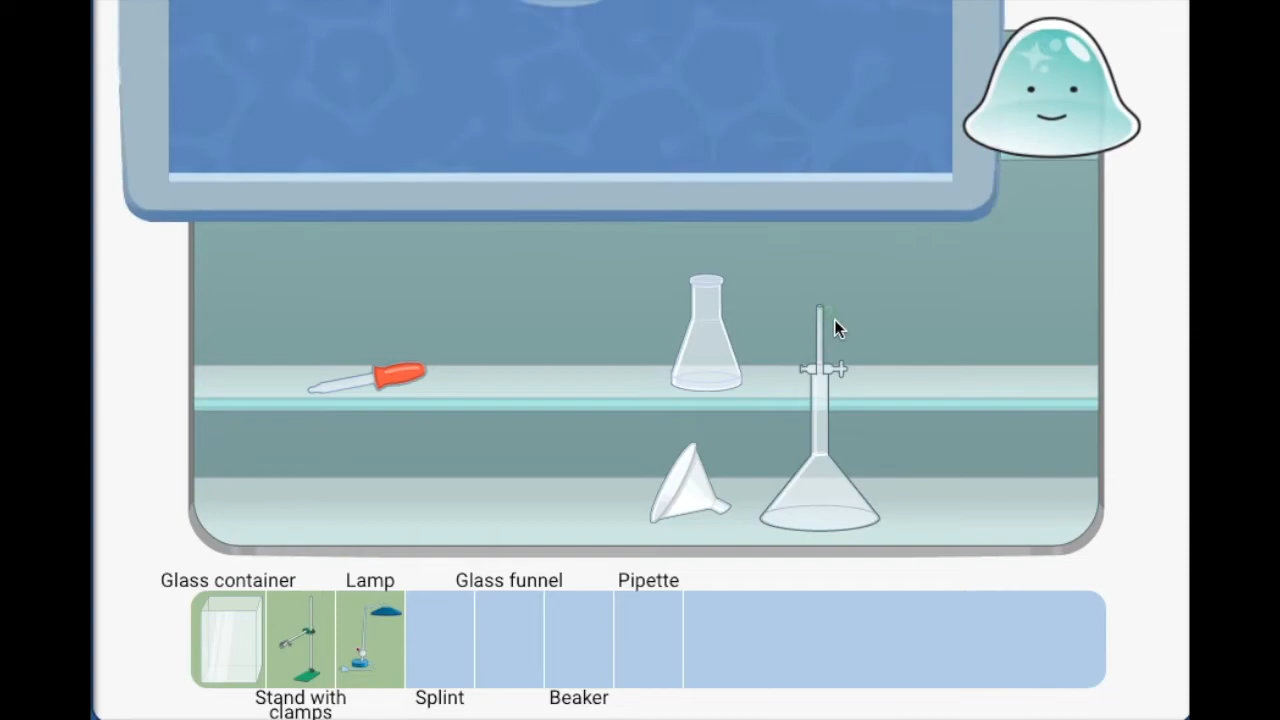 Glass container
Lamp
Glass funnel
Pipette
Stand with
clamps
Splint
Beaker